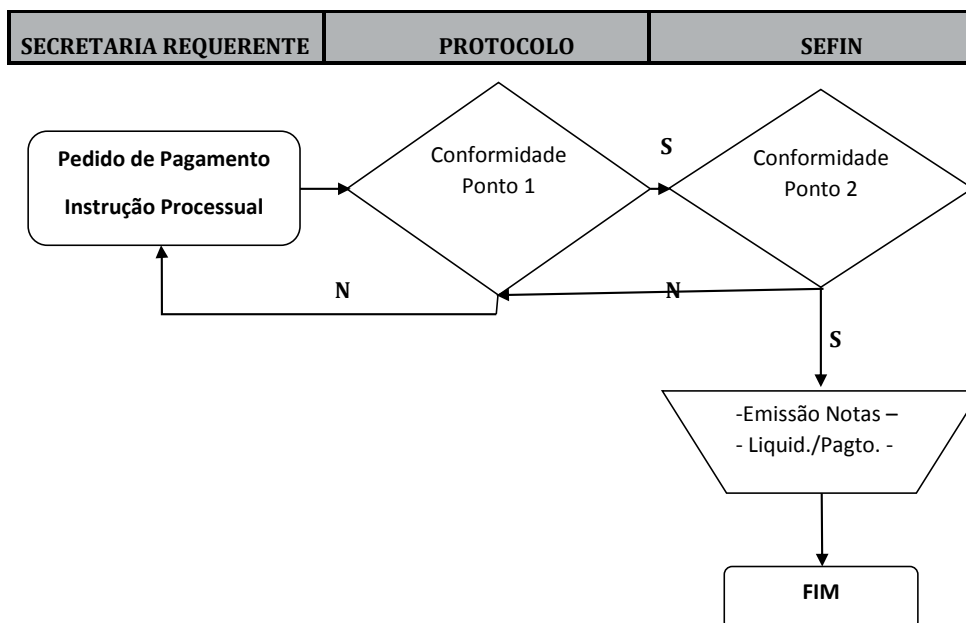 SECRETARIA REQUERENTE
PROTOCOLO
SEFIN
Pedido de Pagamento
Instrução Processual
Conformidade
Ponto 1
S
Conformidade
Ponto 2
N
N
S
-Emissão Notas –
- Liquid./Pagto. -
FIM